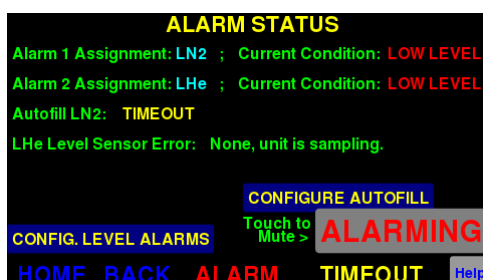 ALARM STATUS
Alarm 1 Assignment: LN2 ; Current Condition: LOW LEVEL
Alarm 2 Assignment: LHe ; Current Condition: LOW LEVEL
Autofill LN2: TIMEOUT
LHe Level Sensor Error: None, unit is sampling.
CONFIGURE AUTOFILL
CONFIG. LEVEL ALARMS
Touch to
Mute >
ALARMING
HOME BACK ALARM TIMEOUT Help